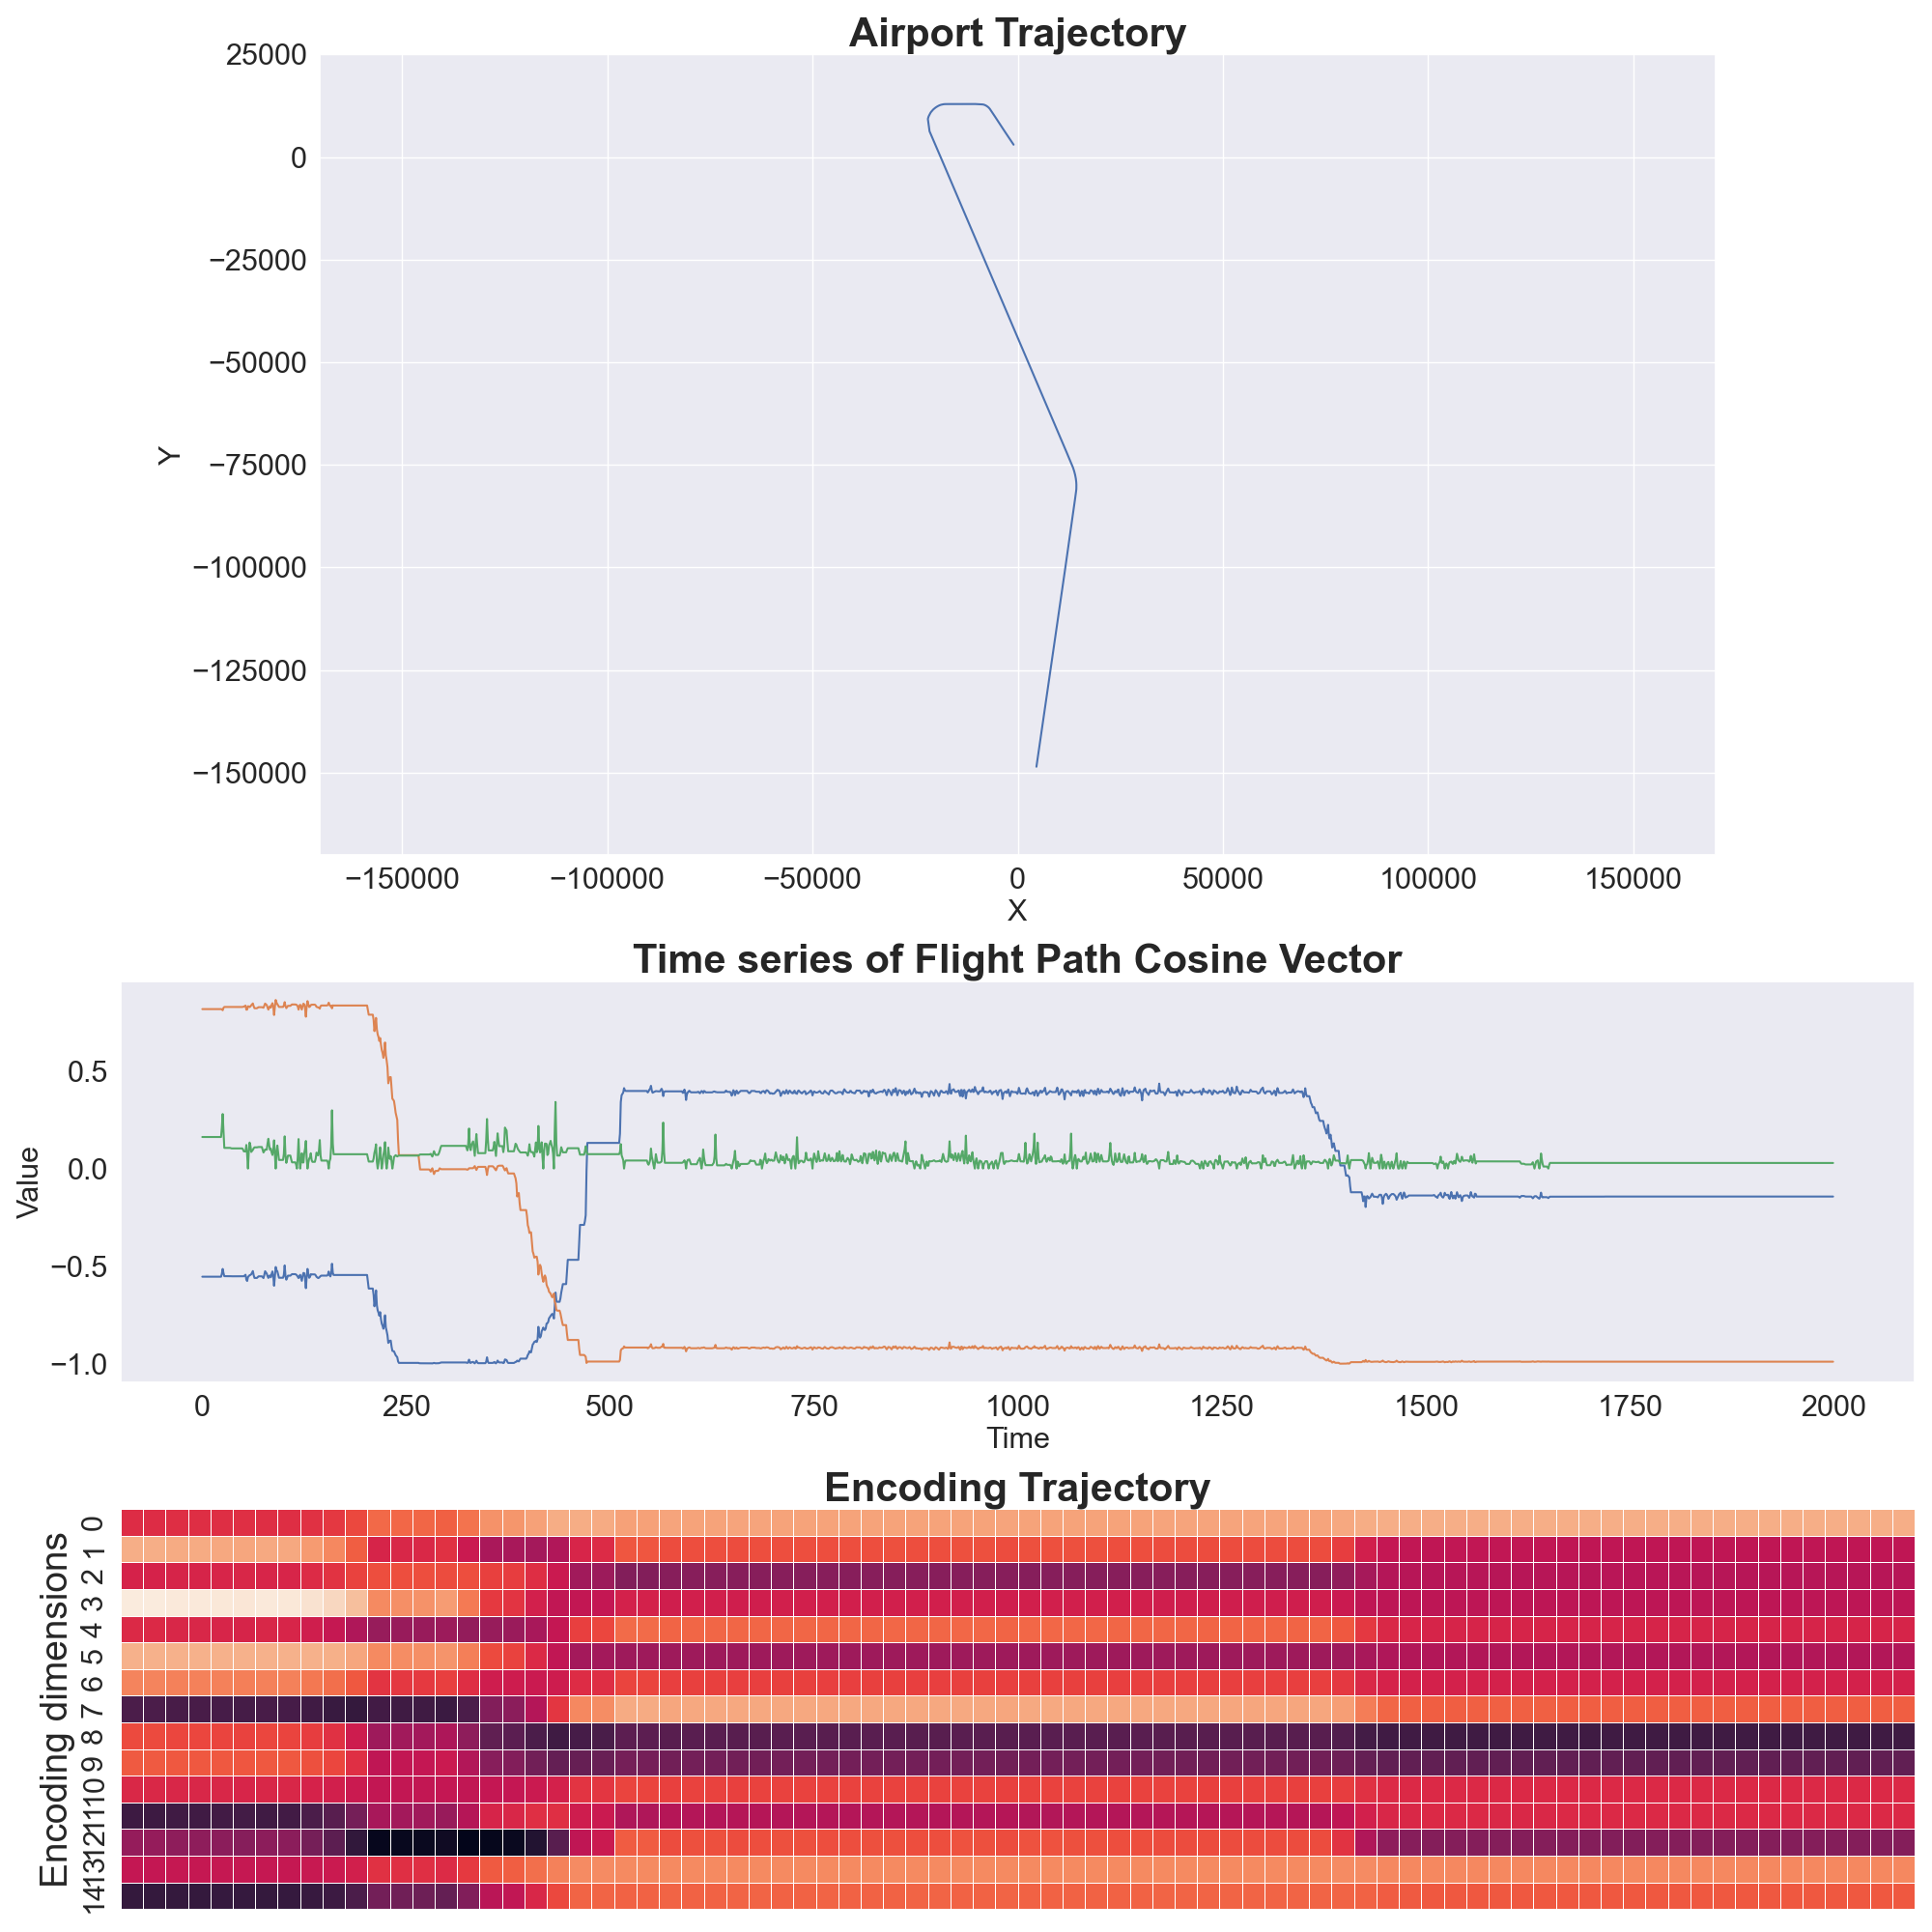 Airport Trajectory
25000
0
−25000
−50000
−75000
−100000
−125000
−150000
Y
−150000 −100000 −50000 0 50000 100000 150000
X
Time series of Flight Path Cosine Vector
0.5
0.0
−0.5
−1.0
Value
0 250 500 750 1000 1250 1500 1750 2000
Time
Encoding Trajectory
Encoding dimensions
0
1
2
3
4
5
6
7
8
9
10
11
12
13
14